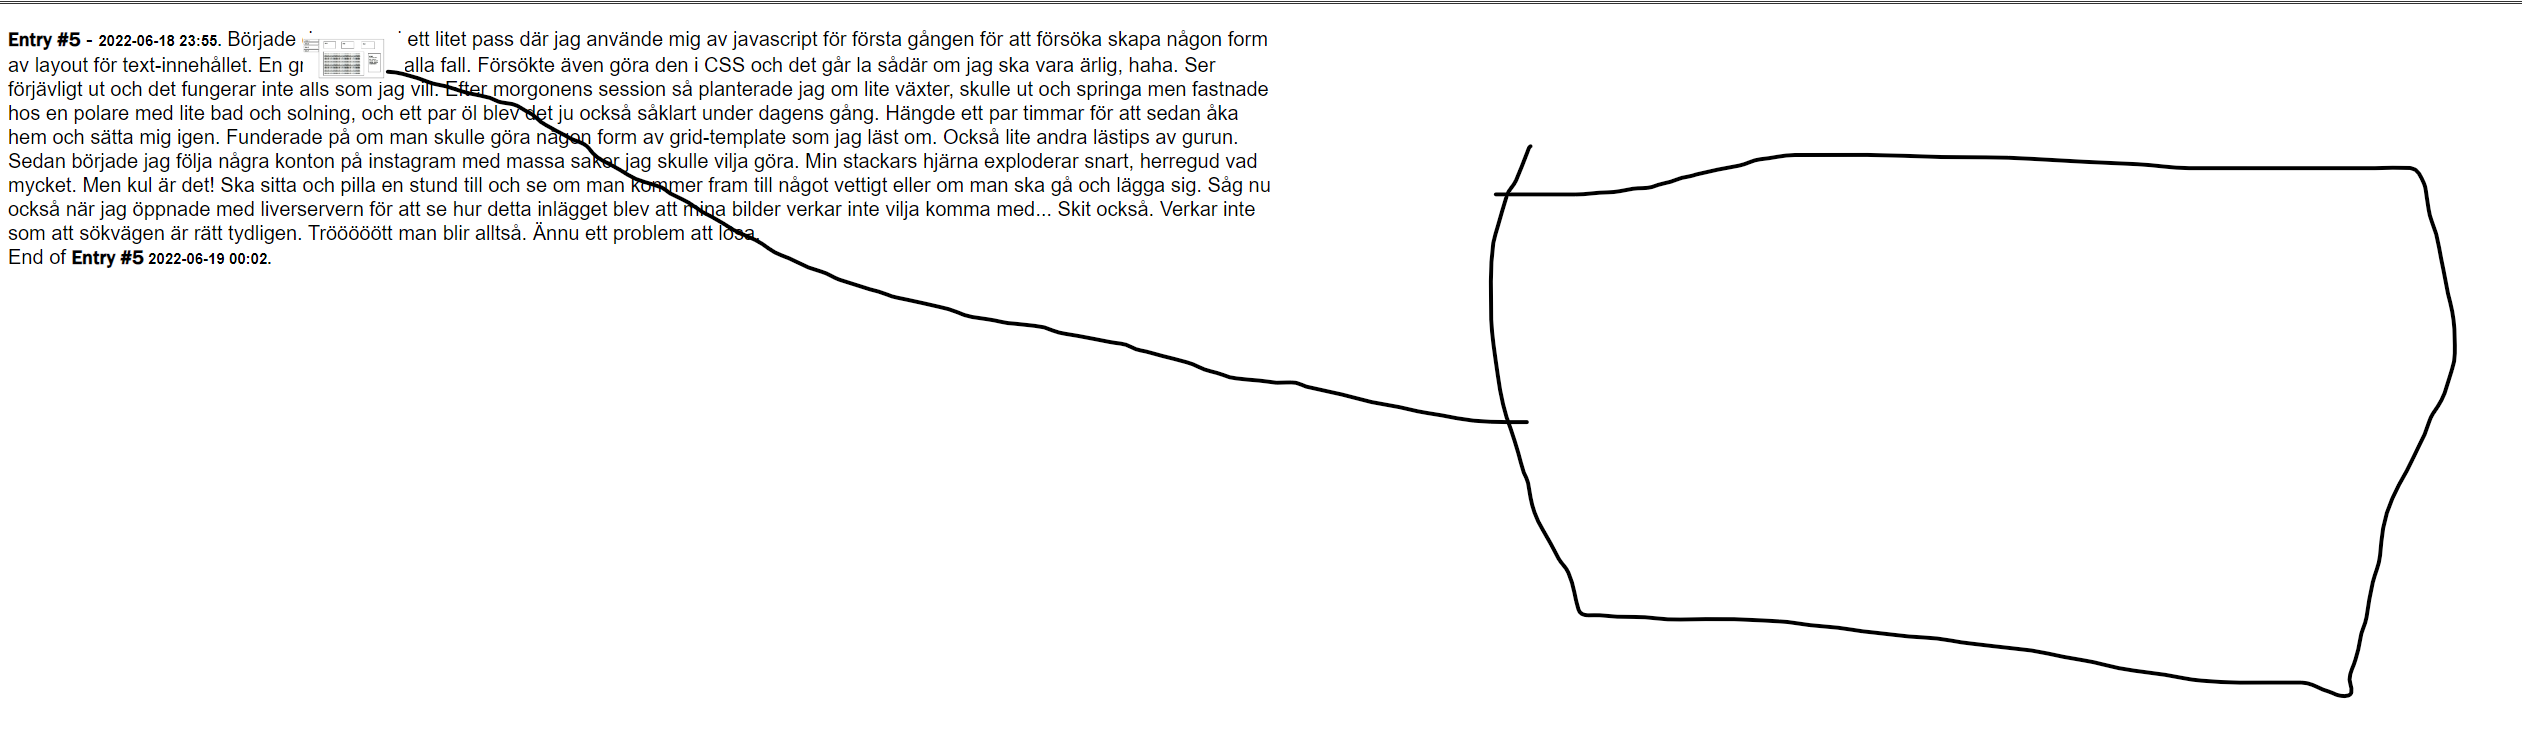 Entry #5 - 2022-06-18 23:55. Började ett litet pass där jag använde mig av javascript för första gången för att försöka skapa någon form
av layout för text-innehållet. En alla fall. Försökte även göra den i CSS och det går la sådär om jag ska vara ärlig, haha. Ser
förjävligt ut och det fungerar inte alls som jag vill. Efter morgonens session så planterade jag om lite växter, skulle ut och springa men fastnade
hos en polare med lite bad och solning, och ett par öl blev det ju också såklart under dagens gång. Hängde ett par timmar för att sedan åka
hem och sätta mig igen. Funderade på om man skulle göra någon form av grid-template som jag läst om. Också lite andra lästips av gurun.
Sedan började jag följa några konton på instagram med massa saker jag skulle vilja göra. Min stackars hjärna exploderar snart, herregud vad
mycket. Men kul är det! Ska sitta och pilla en stund till och se om man kommer fram till något vettigt eller om man ska gå och lägga sig. Såg nu
också när jag öppnade med liverservern för att se hur detta inlägget blev att mina bilder verkar inte vilja komma med... Skit också. Verkar inte
som att sökvägen är rätt tydligen. Tröööööött man blir alltså. Ännu ett problem att lösa.
End of Entry #5 2022-06-19 00:02.